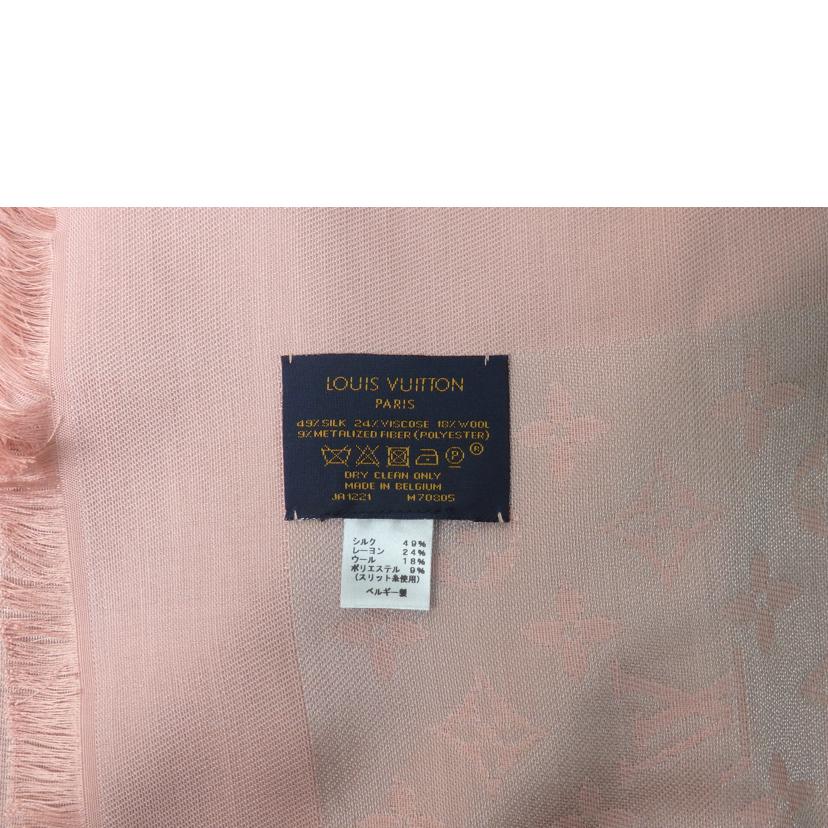 LOUIS VUITTON
PARIS
49% SILK 24% VISCOSE 18% WOOL
9% METALIZED FIBER (POLYESTER)
P ®
DRY CLEAN ONLY
MADE IN BELGIUM
JA1221 M70805
シルク 49%
レーヨン 24%
ウール 18%
ポリエステル 9%
(スリット糸使用)
ベルギー製